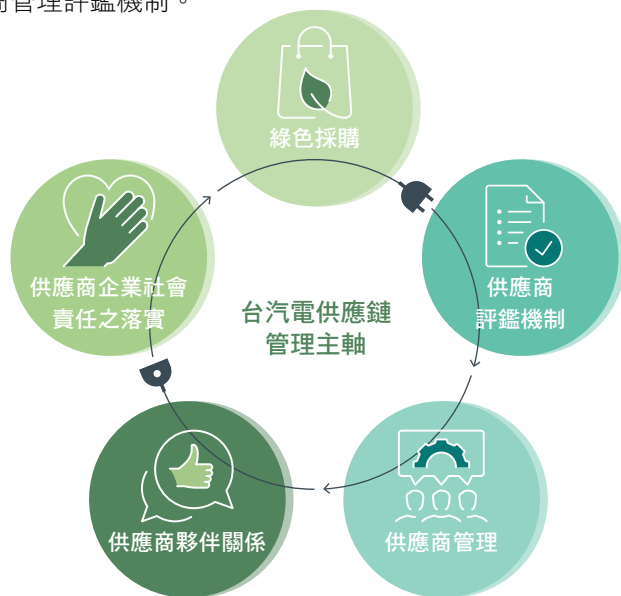 商管理評鑑機制。
綠色採購
供應商
評鑑機制
供應商管理
供應商夥伴關係
供應商企業社會
責任之落實
台汽電供應鏈
管理主軸